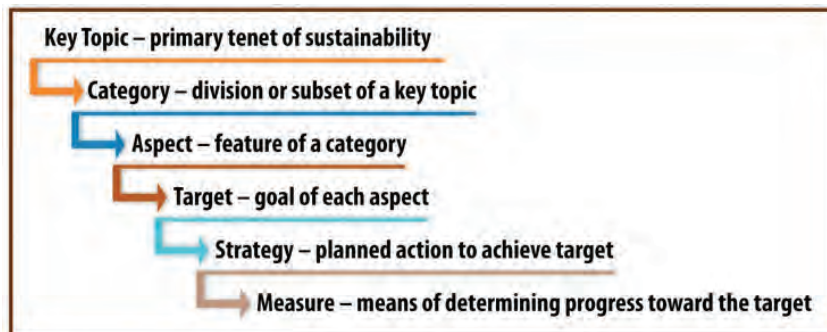 Key Topic – primary tenet of sustainability
Category – division or subset of a key topic
Aspect – feature of a category
Target – goal of each aspect
Strategy – planned action to achieve target
Measure – means of determining progress toward the target